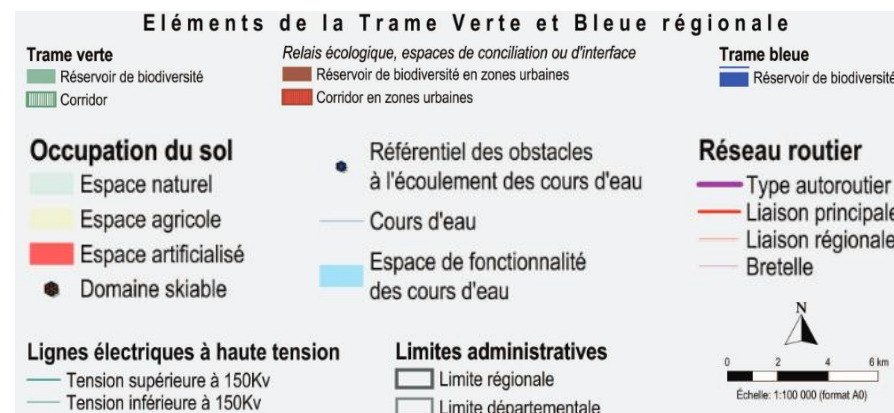 Eléments de la Trame Verte et Bleue régionale
Trame verte
Réservoir de biodiversité
Corridor
Relais écologique, espaces de conciliation ou d'interface
Réservoir de biodiversité en zones urbaines
Corridor en zones urbaines
Trame bleue
Réservoir de biodiversité
Occupation du sol
Espace naturel
Espace agricole
Espace artificialisé
Domaine skiable
Référentiel des obstacles
à l'écoulement des cours d'eau
Cours d'eau
Espace de fonctionnalité
des cours d'eau
Réseau routier
Type autoroutier
Liaison principale
Liaison régionale
Bretelle
Lignes électriques à haute tension
Tension supérieure à 150Kv
Tension inférieure à 150Kv
Limites administratives
Limite régionale
Limite départementale
N
0 2 4 6 km
Échelle: 1:100 000 (format A0)